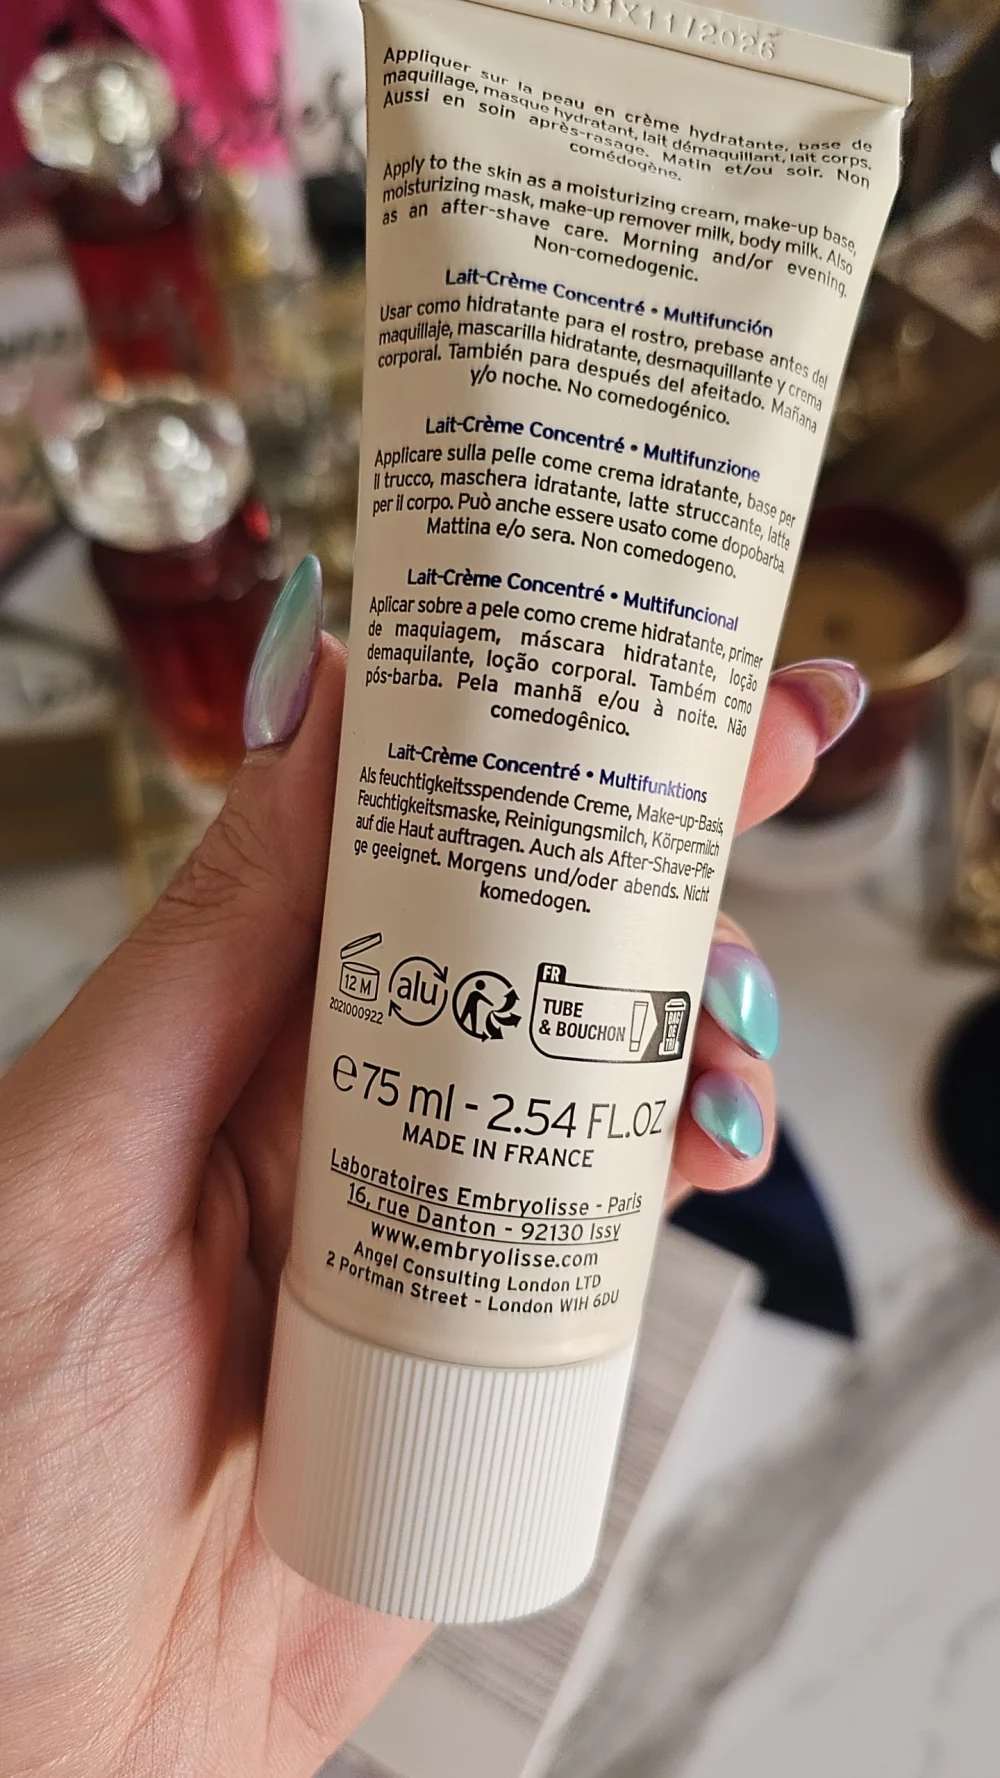 11/2026
Appliquer sur la peau en crème hydratante, base de
maquillage, masque hydratant, lait démaquillant, lait corps.
Aussi en soin après-rasage. Matin et/ou soir. Non
comédogène.
Apply to the skin as a moisturizing cream, make-up base,
moisturizing mask, make-up remover milk, body milk. Also
as an after-shave care. Morning and/or evening.
Non-comedogenic.
Lait-Crème Concentré • Multifunción
Usar como hidratante para el rostro, prebase antes del
maquillaje, mascarilla hidratante, desmaquillante y crema
corporal. También para después del afeitado. Mañana
y/o noche. No comedogénico.
Lait-Crème Concentré • Multifunzione
Applicare sulla pelle come crema idratante, base per
il trucco, maschera idratante, latte struccante, latte
per il corpo. Può anche essere usato come dopobarba.
Mattina e/o sera. Non comedogeno.
Lait-Crème Concentré • Multifuncional
Aplicar sobre a pele como creme hidratante, primer
de maquiagem, máscara hidratante, loção
demaquilante, loção corporal. Também como
pós-barba. Pela manhã e/ou à noite. Não
comedogênico.
Lait-Crème Concentré • Multifunktions
Als feuchtigkeitsspendende Creme, Make-up-Basis,
Feuchtigkeitsmaske, Reinigungsmilch, Körpermilch
auf die Haut auftragen. Auch als After-Shave-Pfle-
ge geeignet. Morgens und/oder abends. Nicht
komedogen.
12 M
2021000922
alu
FR
TUBE
& BOUCHON
BAC
DE
TRI
e75 ml - 2.54 FL.OZ
MADE IN FRANCE
Laboratoires Embryolisse - Paris
16, rue Danton - 92130 Issy
www.embryolisse.com
Angel Consulting London LTD
2 Portman Street - London W1H 6DU